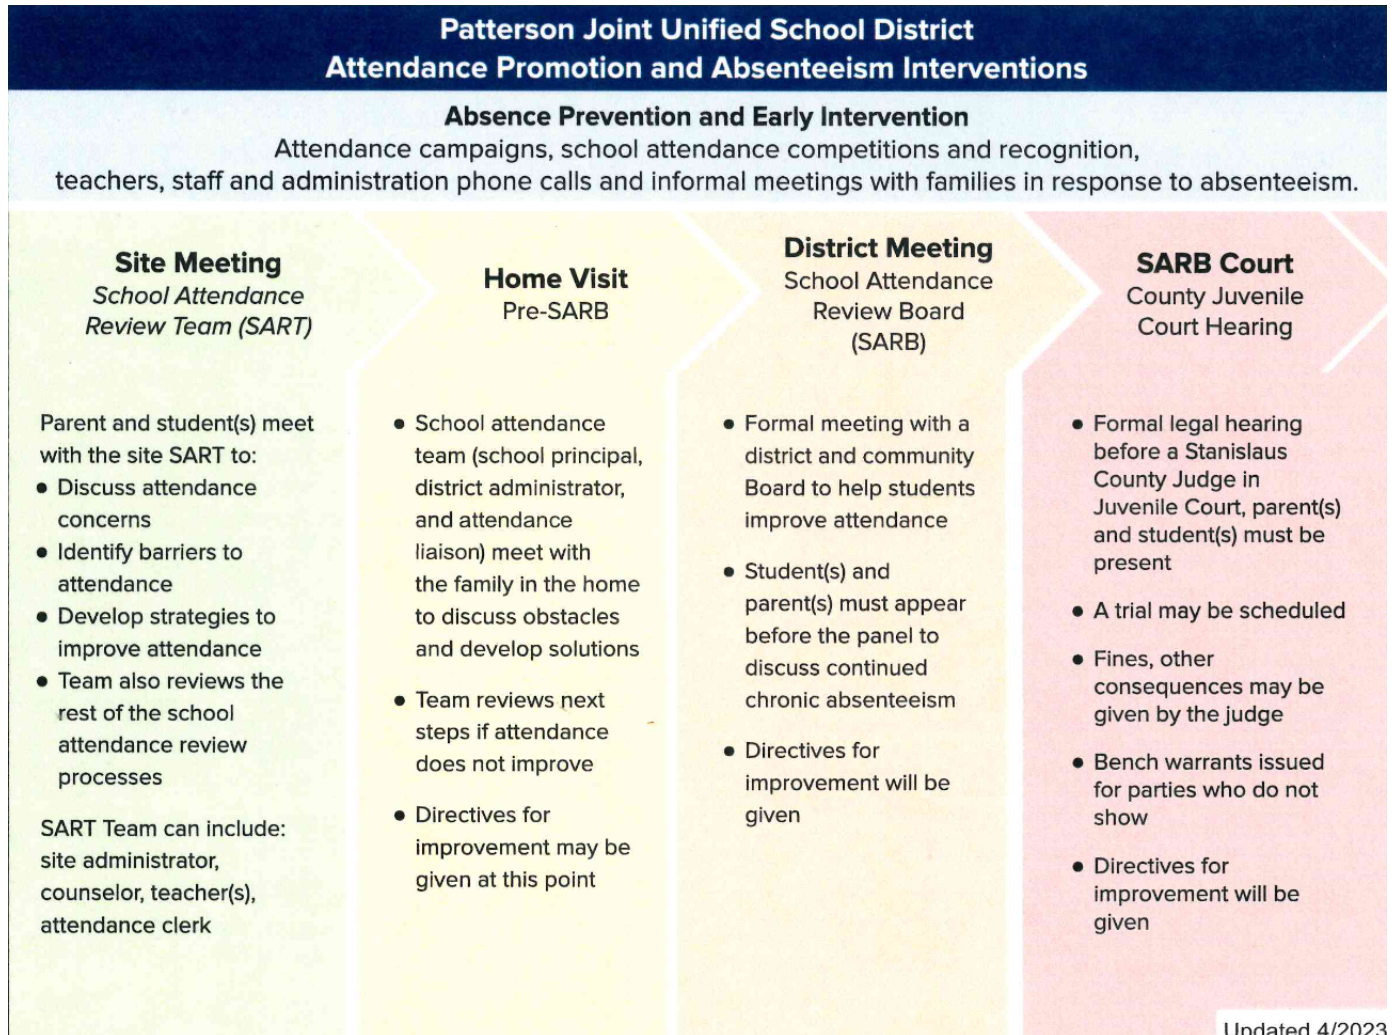 Patterson Joint Unified School District
Attendance Promotion and Absenteeism Interventions
Absence Prevention and Early Intervention
Attendance campaigns, school attendance competitions and recognition,
teachers, staff and administration phone calls and informal meetings with families in response to absenteeism.
Site Meeting
School Attendance
Review Team (SART)
Parent and student(s) meet
with the site SART to:
● Discuss attendance
concerns
● Identify barriers to
attendance
● Develop strategies to
improve attendance
● Team also reviews the
rest of the school
attendance review
processes
SART Team can include:
site administrator,
counselor, teacher(s),
attendance clerk
Home Visit
Pre-SARB
● School attendance
team (school principal,
district administrator,
and attendance
liaison) meet with
the family in the home
to discuss obstacles
and develop solutions
● Team reviews next
steps if attendance
does not improve
● Directives for
improvement may be
given at this point
District Meeting
School Attendance
Review Board
(SARB)
● Formal meeting with a
district and community
Board to help students
improve attendance
● Student(s) and
parent(s) must appear
before the panel to
discuss continued
chronic absenteeism
● Directives for
improvement will be
given
SARB Court
County Juvenile
Court Hearing
● Formal legal hearing
before a Stanislaus
County Judge in
Juvenile Court, parent(s)
and student(s) must be
present
● A trial may be scheduled
● Fines, other
consequences may be
given by the judge
● Bench warrants issued
for parties who do not
show
● Directives for
improvement will be
given
Updated 4/2023